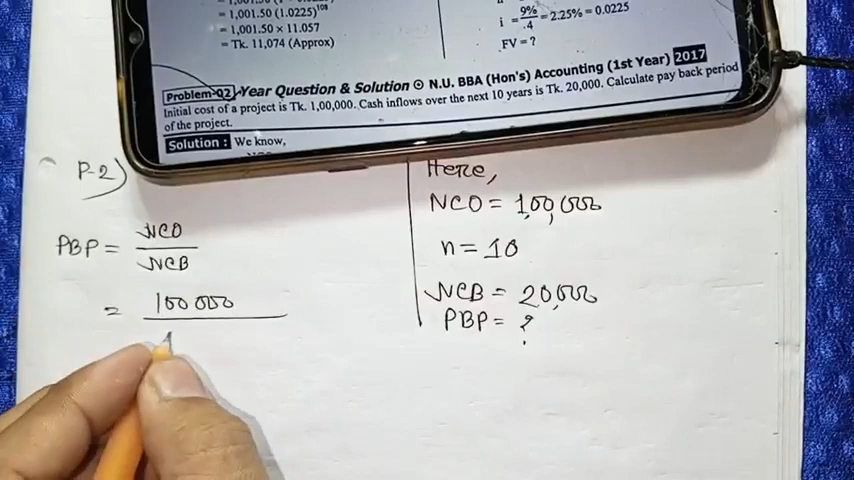 = 1,001.50 (1.0225)¹⁰⁸
= 1,001.50 × 11.057
= Tk. 11,074 (Approx)
i = 9%/.4 = 2.25% = 0.0225
FV = ?
Problem-02 Year Question & Solution ⊙ N.U. BBA (Hon's) Accounting (1st Year) 2017
Initial cost of a project is Tk. 1,00,000. Cash inflows over the next 10 years is Tk. 20,000. Calculate pay back period
of the project.
Solution : We know,
P-2)
PBP = NCO/NCB
= 100 000
Here,
NCO = 1,00,000
n = 10
NCB = 20,000
PBP = ?